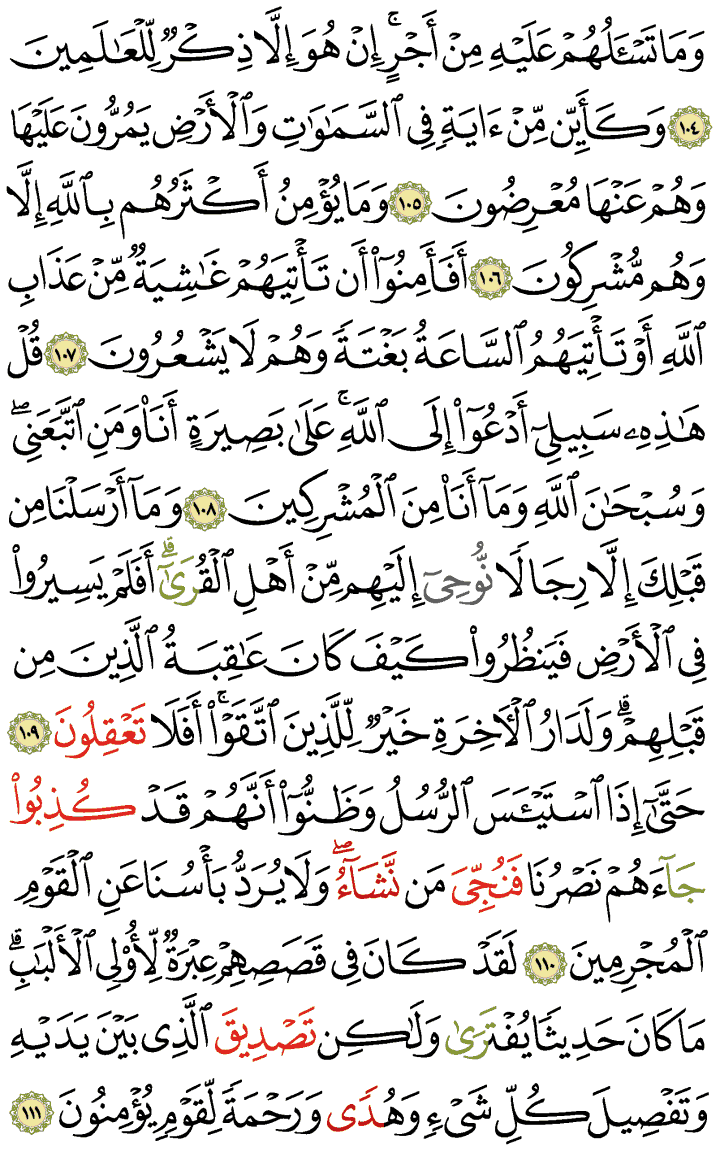 وَمَا تَسْـَٔلُهُمْ عَلَيْهِ مِنْ أَجْرٍۚ إِنْ هُوَ إِلَّا ذِكْرٌ لِّلْعَـٰلَمِينَ
١٠٤ وَكَأَيِّن مِّنْ ءَايَةٍ فِى ٱلسَّمَـٰوَٰتِ وَٱلْأَرْضِ يَمُرُّونَ عَلَيْهَا
وَهُمْ عَنْهَا مُعْرِضُونَ ١٠٥ وَمَا يُؤْمِنُ أَكْثَرُهُم بِٱللَّهِ إِلَّا
وَهُم مُّشْرِكُونَ ١٠٦ أَفَأَمِنُوٓا۟ أَن تَأْتِيَهُمْ غَـٰشِيَةٌ مِّنْ عَذَابِ
ٱللَّهِ أَوْ تَأْتِيَهُمُ ٱلسَّاعَةُ بَغْتَةً وَهُمْ لَا يَشْعُرُونَ ١٠٧ قُلْ
هَـٰذِهِۦ سَبِيلِىٓ أَدْعُوٓا۟ إِلَى ٱللَّهِۚ عَلَىٰ بَصِيرَةٍ أَنَا۠ وَمَنِ ٱتَّبَعَنِىۖ
وَسُبْحَـٰنَ ٱللَّهِ وَمَآ أَنَا۠ مِنَ ٱلْمُشْرِكِينَ ١٠٨ وَمَآ أَرْسَلْنَا مِن
قَبْلِكَ إِلَّا رِجَالًا نُّوحِىٓ إِلَيْهِم مِّنْ أَهْلِ ٱلْقُرَىٰٓۗ أَفَلَمْ يَسِيرُوا۟
فِى ٱلْأَرْضِ فَيَنظُرُوا۟ كَيْفَ كَانَ عَـٰقِبَةُ ٱلَّذِينَ مِن
قَبْلِهِمْۗ وَلَدَارُ ٱلْـَٔاخِرَةِ خَيْرٌ لِّلَّذِينَ ٱتَّقَوْا۟ۚ أَفَلَا تَعْقِلُونَ ١٠٩
حَتَّىٰٓ إِذَا ٱسْتَيْـَٔسَ ٱلرُّسُلُ وَظَنُّوٓا۟ أَنَّهُمْ قَدْ كُذِبُوا۟
جَآءَهُمْ نَصْرُنَا فَنُجِّىَ مَن نَّشَآءُۖ وَلَا يُرَدُّ بَأْسُنَا عَنِ ٱلْقَوْمِ
ٱلْمُجْرِمِينَ ١١٠ لَقَدْ كَانَ فِى قَصَصِهِمْ عِبْرَةٌ لِّأُو۟لِى ٱلْأَلْبَـٰبِۗ
مَا كَانَ حَدِيثًا يُفْتَرَىٰ وَلَـٰكِن تَصْدِيقَ ٱلَّذِى بَيْنَ يَدَيْهِ
وَتَفْصِيلَ كُلِّ شَىْءٍ وَهُدًى وَرَحْمَةً لِّقَوْمٍ يُؤْمِنُونَ ١١١